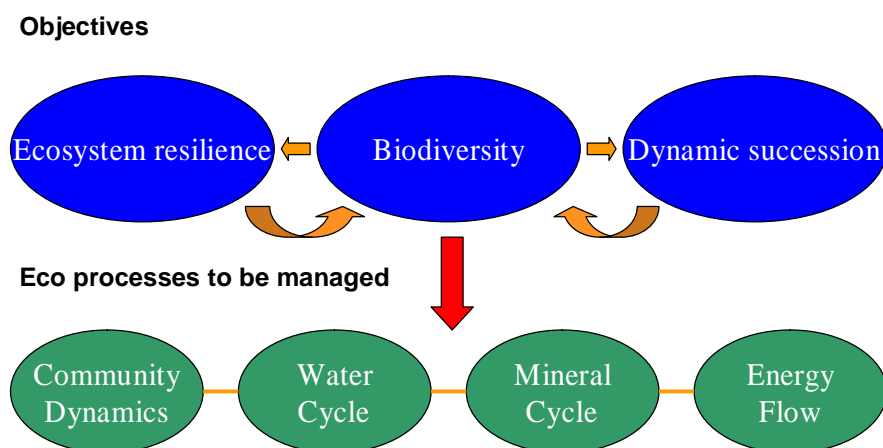 Objectives
Ecosystem resilience
Biodiversity
Dynamic succession
Eco processes to be managed
Community
Dynamics
Water
Cycle
Mineral
Cycle
Energy
Flow